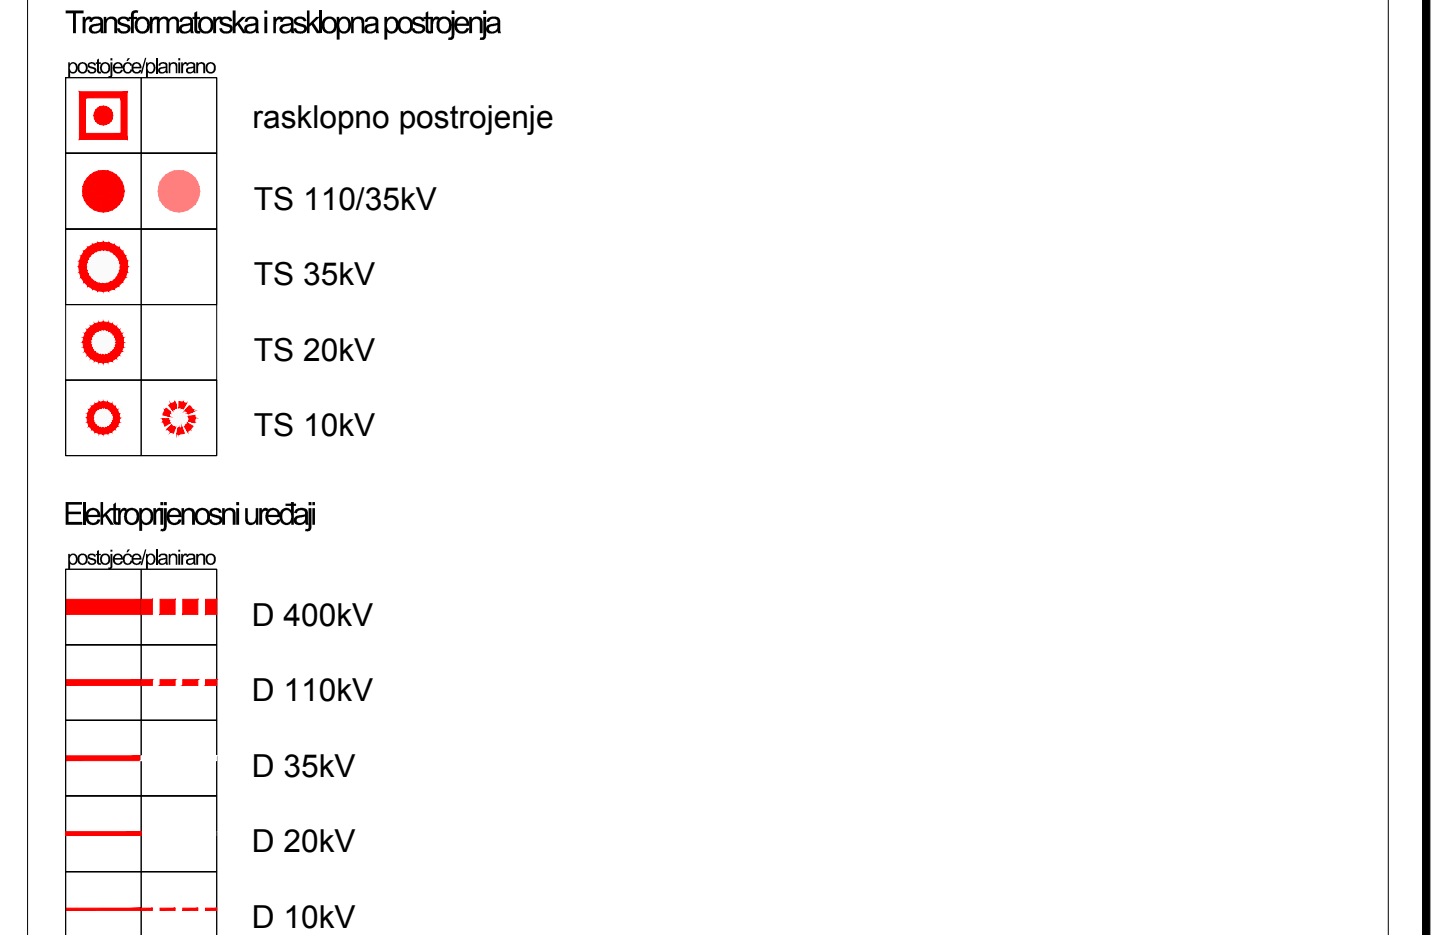 Transformatorska i rasklopna postrojenja
postojeće/planirano
rasklopno postrojenje
TS 110/35kV
TS 35kV
TS 20kV
TS 10kV
Elektroprijenosni uređaji
postojeće/planirano
D 400kV
D 110kV
D 35kV
D 20kV
D 10kV